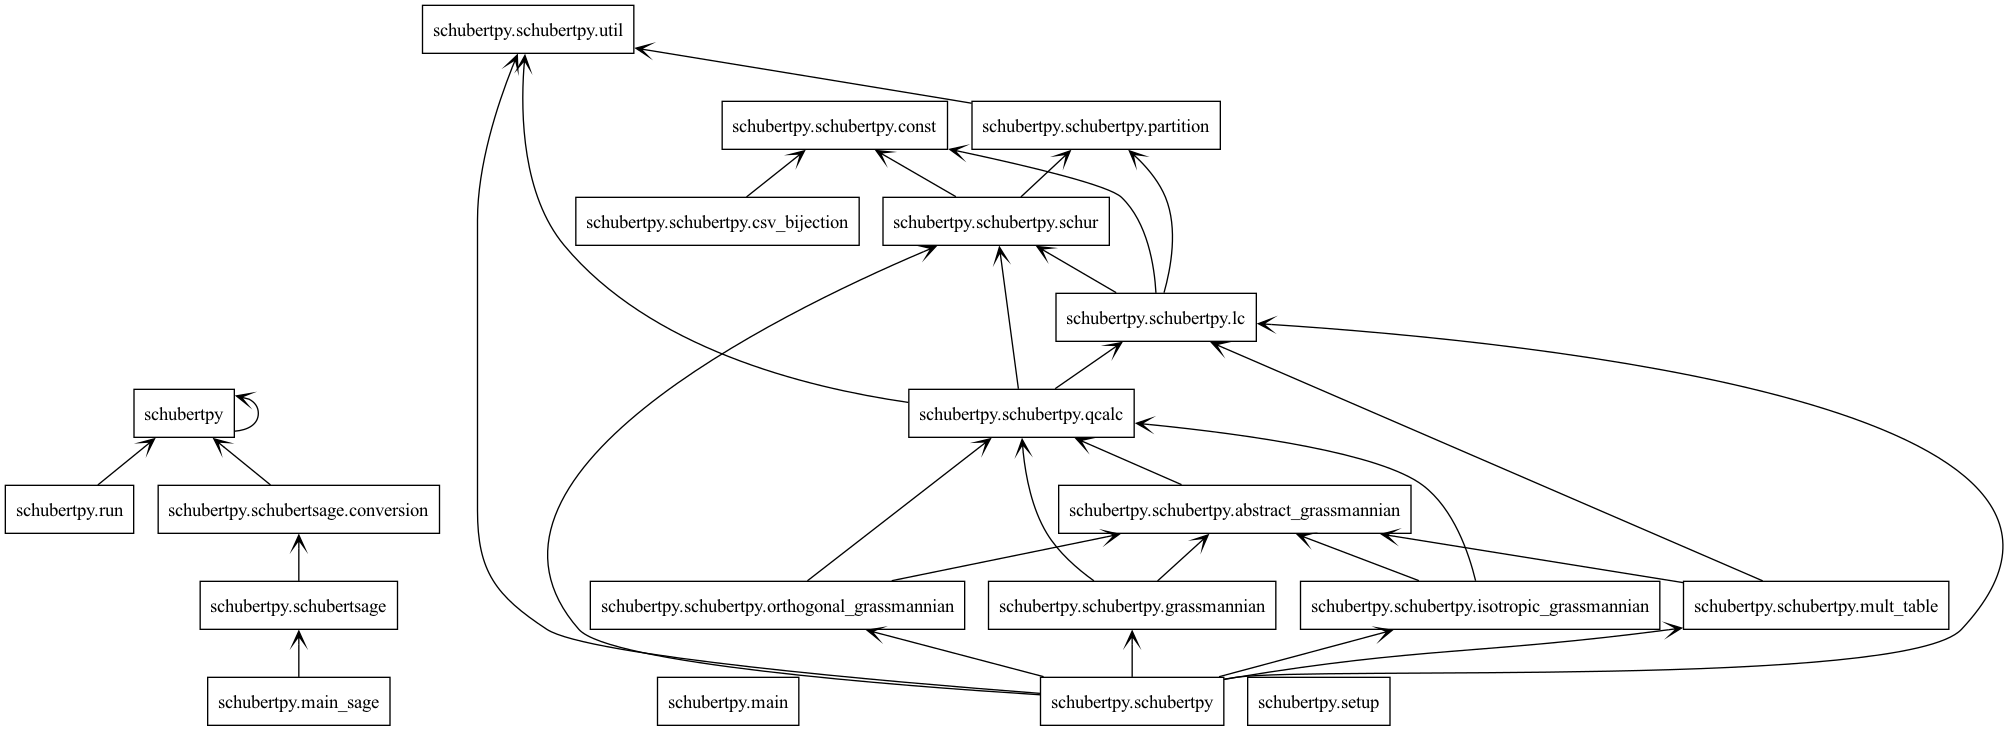 schubertpy.schubertpy.util
schubertpy.schubertpy.const
schubertpy.schubertpy.partition
schubertpy.schubertpy.csv_bijection
schubertpy.schubertpy.schur
schubertpy.schubertpy.lc
schubertpy
schubertpy.schubertpy.qcalc
schubertpy.run
schubertpy.schubertsage.conversion
schubertpy.schubertpy.abstract_grassmannian
schubertpy.schubertsage
schubertpy.schubertpy.orthogonal_grassmannian
schubertpy.schubertpy.grassmannian
schubertpy.schubertpy.isotropic_grassmannian
schubertpy.schubertpy.mult_table
schubertpy.main_sage
schubertpy.main
schubertpy.schubertpy
schubertpy.setup